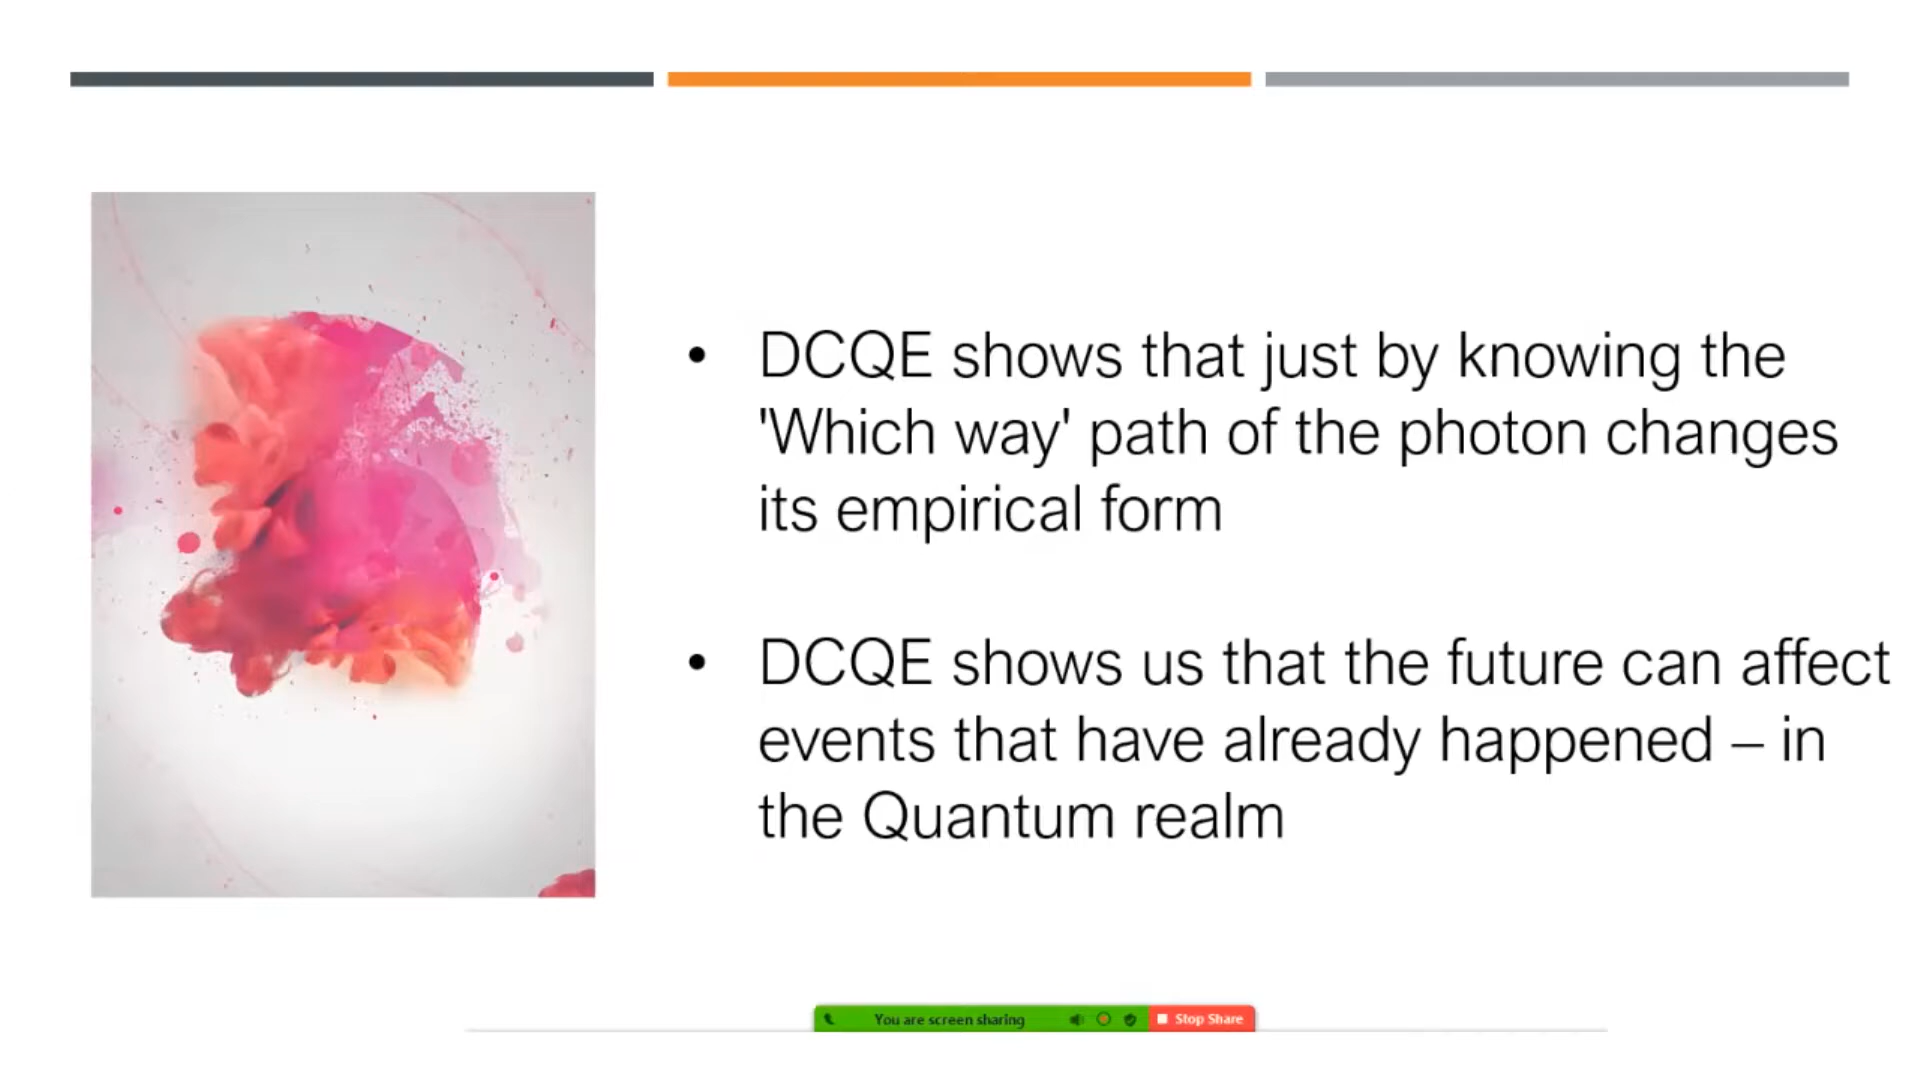 • DCQE shows that just by knowing the
'Which way' path of the photon changes
its empirical form
• DCQE shows us that the future can affect
events that have already happened – in
the Quantum realm
You are screen sharing
Stop Share